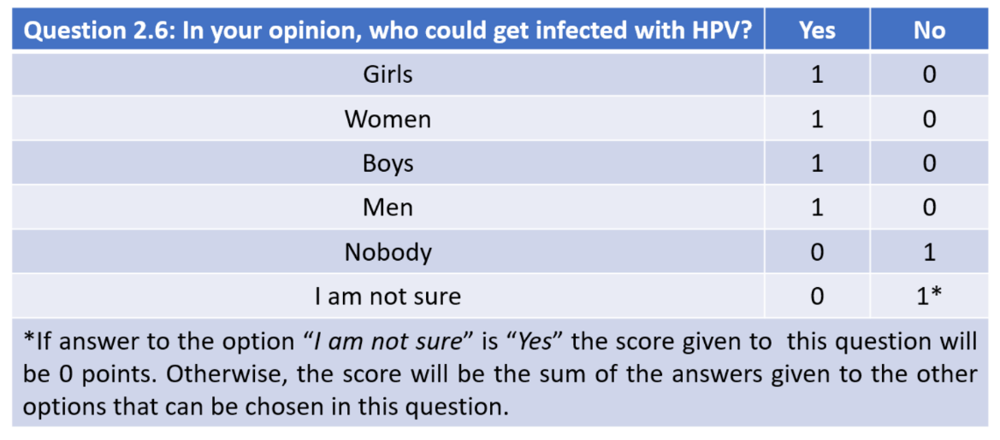 Question 2.6: In your opinion, who could get infected with HPV? Yes No
Girls 1 0
Women 1 0
Boys 1 0
Men 1 0
Nobody 0 1
I am not sure 0 1*
*If answer to the option “I am not sure” is “Yes” the score given to this question will
be 0 points. Otherwise, the score will be the sum of the answers given to the other
options that can be chosen in this question.